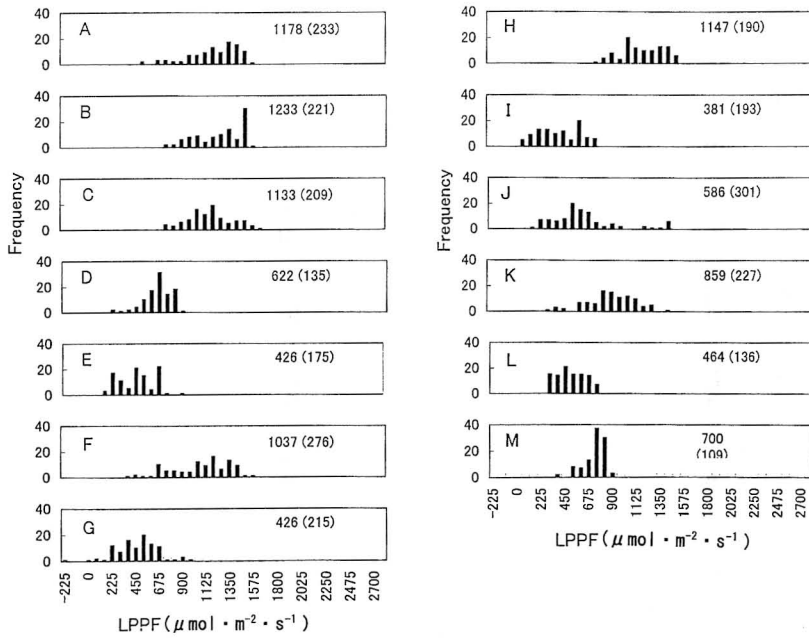 40
20
0
A
1178 (233)
40
20
0
B
1233 (221)
40
20
0
C
1133 (209)
40
20
0
D
622 (135)
40
20
0
E
426 (175)
40
20
0
F
1037 (276)
40
20
0
G
426 (215)
Frequency
-225 0 225 450 675 900 1125 1350 1575 1800 2025 2250 2475 2700
LPPF (μmol・m⁻²・s⁻¹)
40
20
0
H
1147 (190)
40
20
0
I
381 (193)
40
20
0
J
586 (301)
40
20
0
K
859 (227)
40
20
0
L
464 (136)
40
20
0
M
700
(109)
Frequency
-225 0 225 450 675 900 1125 1350 1575 1800 2025 2250 2475 2700
LPPF (μmol・m⁻²・s⁻¹)